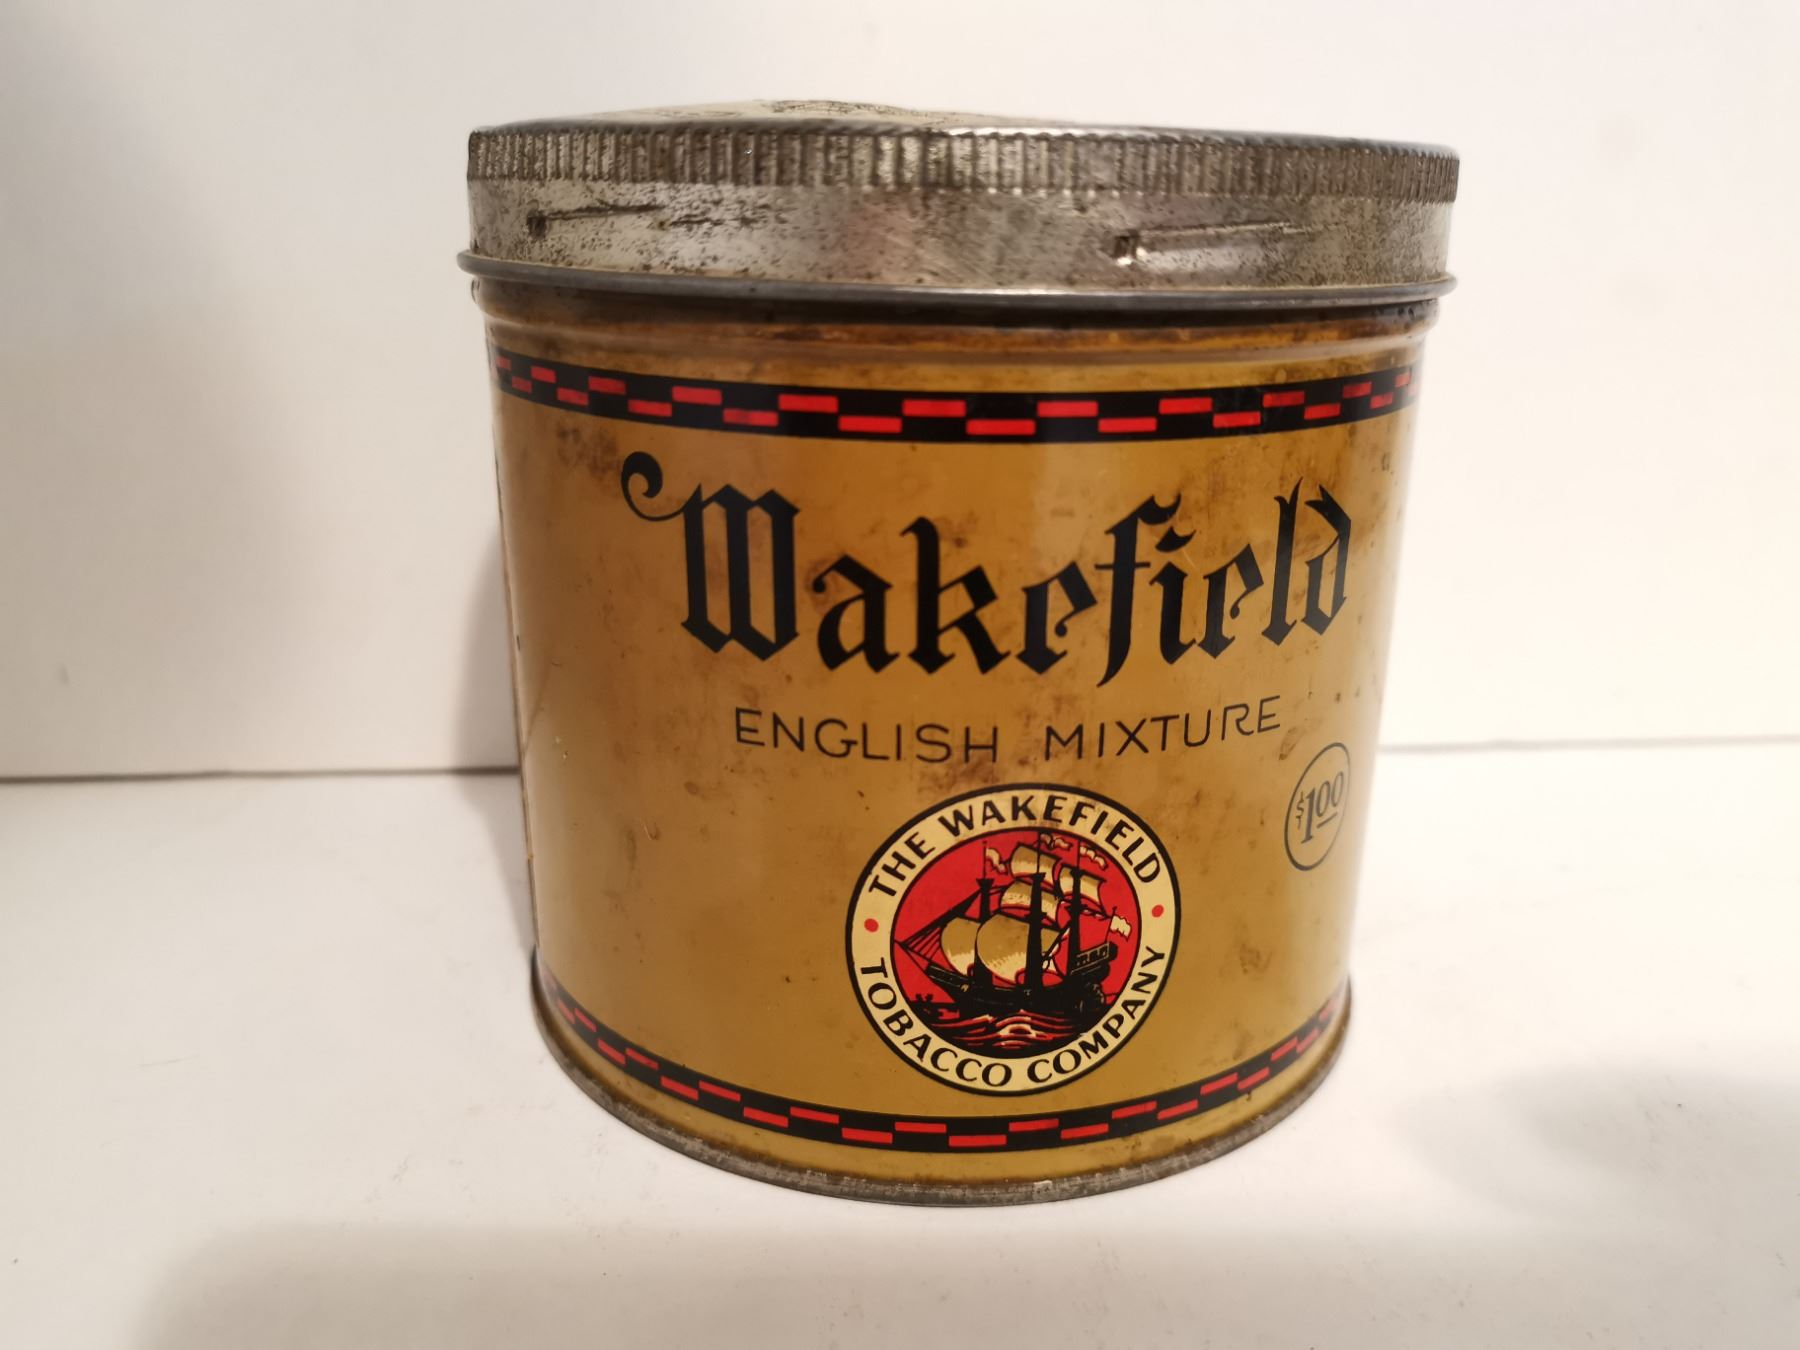 Wakefield
ENGLISH MIXTURE
$1.00
THE WAKEFIELD
TOBACCO COMPANY